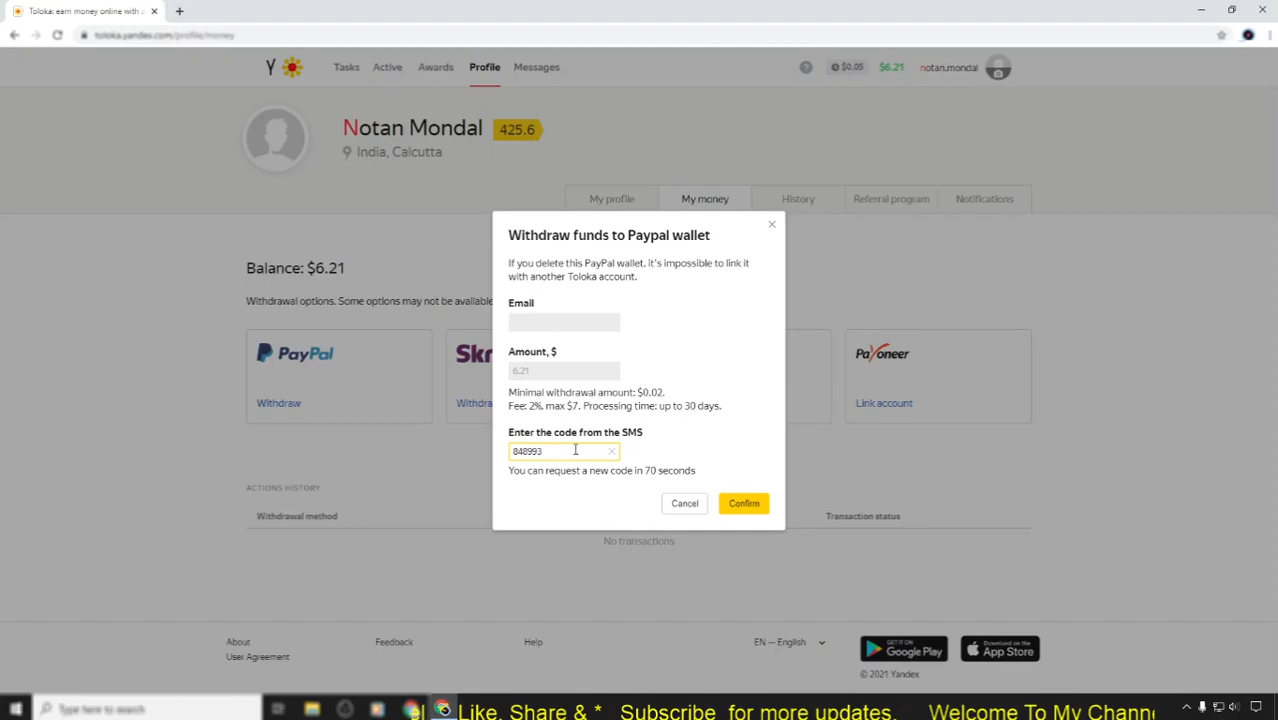 Toloka: earn money online with
toloka.yandex.com/profile/money
Y
Tasks
Active
Awards
Profile
Messages
?
$0.05
$6.21
notan.mondal
Notan Mondal
425.6
India, Calcutta
My profile
My money
History
Referral program
Notifications
Balance: $6.21
Withdrawal options. Some options may not be available
PayPal
Withdraw
Skr
Withdra
Payoneer
Link account
Withdraw funds to Paypal wallet
If you delete this PayPal wallet, it's impossible to link it
with another Toloka account.
Email
Amount, $
6.21
Minimal withdrawal amount: $0.02.
Fee: 2%, max $7. Processing time: up to 30 days.
Enter the code from the SMS
848993
You can request a new code in 70 seconds
Cancel
Confirm
ACTIONS HISTORY
Withdrawal method
Transaction status
No transactions
About
User Agreement
Feedback
Help
EN — English
GET IT ON
Google Play
Download on the
App Store
© 2021 Yandex
Type here to search
el Like, Share & * Subscribe for more updates. Welcome To My Chann